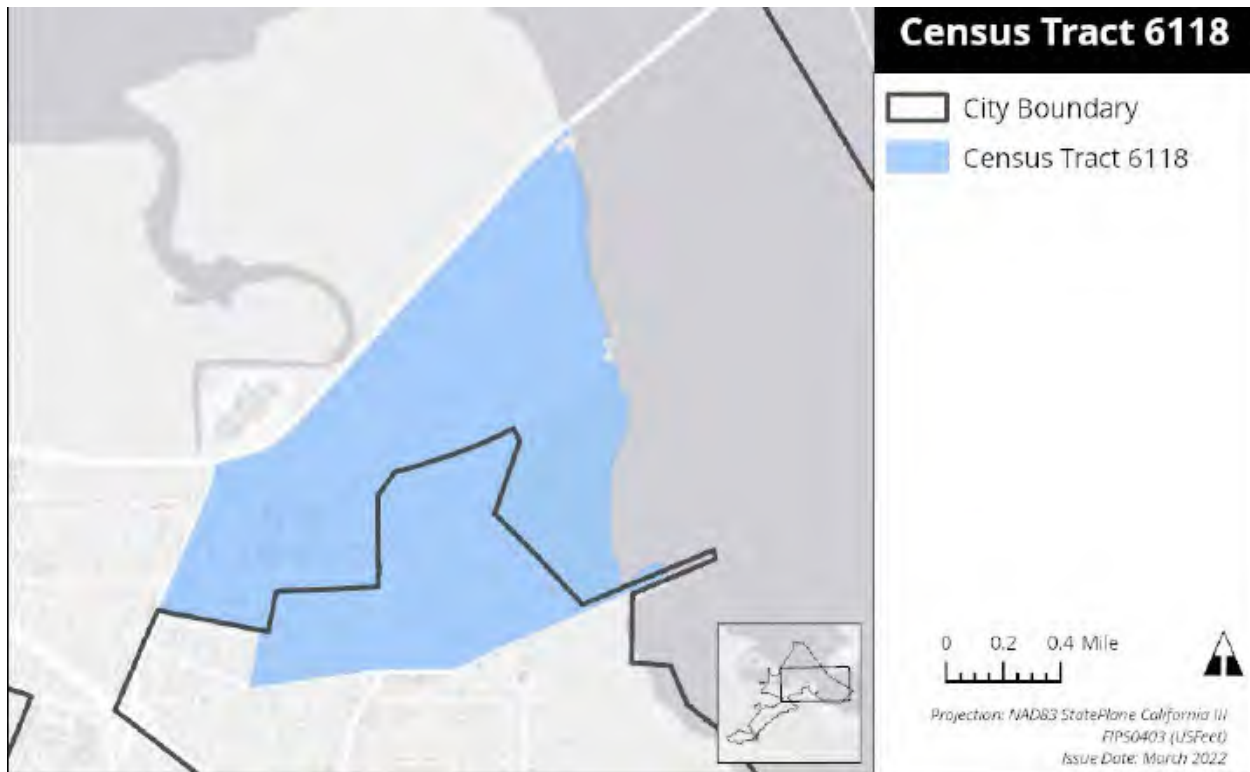 Census Tract 6118
City Boundary
Census Tract 6118
0 0.2 0.4 Mile
Projection: NAD83 StatePlane California III
FIPS0403 (USFeet)
Issue Date: March 2022